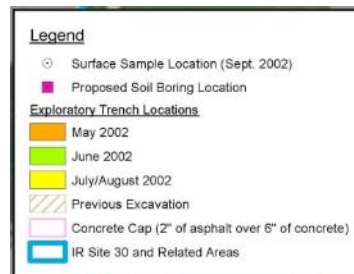 Legend
Surface Sample Location (Sept. 2002)
Proposed Soil Boring Location
Exploratory Trench Locations
May 2002
June 2002
July/August 2002
Previous Excavation
Concrete Cap (2" of asphalt over 6" of concrete)
IR Site 30 and Related Areas